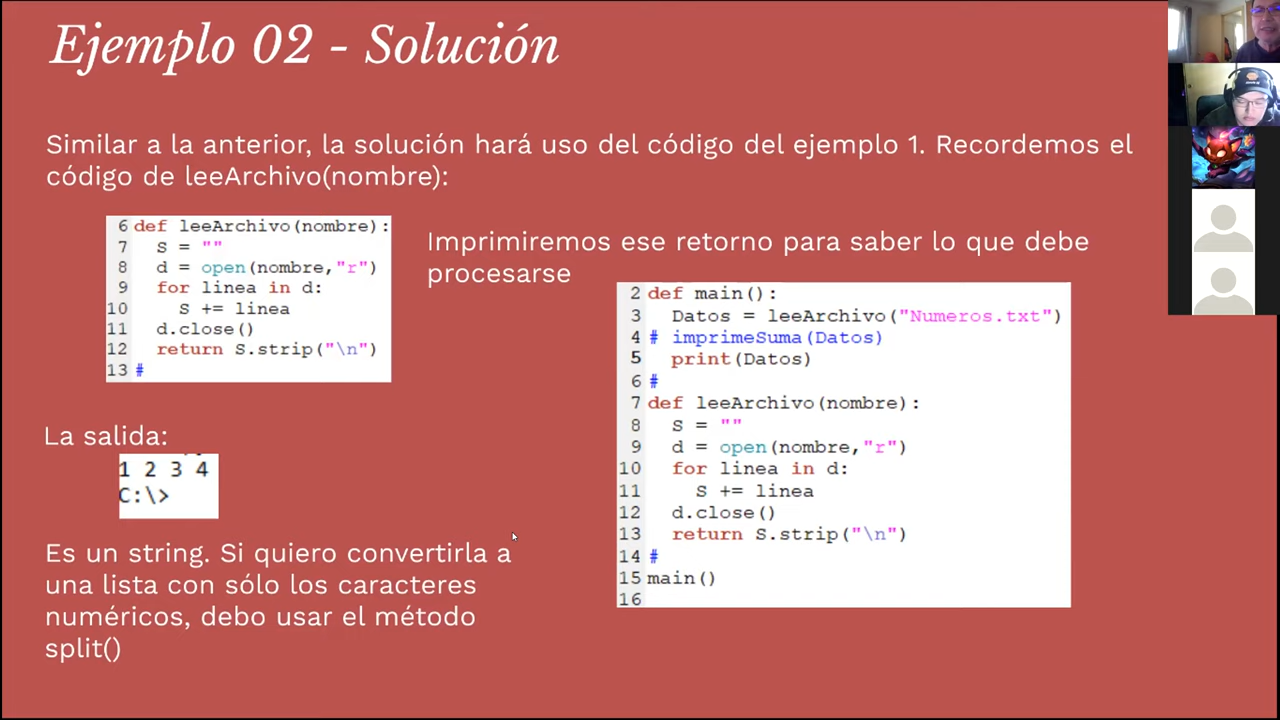 Ejemplo 02 - Solución
Similar a la anterior, la solución hará uso del código del ejemplo 1. Recordemos el
código de leeArchivo(nombre):
6 def leeArchivo(nombre):
7 S = ""
8 d = open(nombre,"r")
9 for linea in d:
10 S += linea
11 d.close()
12 return S.strip("\n")
13 #
Imprimiremos ese retorno para saber lo que debe
procesarse
2 def main():
3 Datos = leeArchivo("Numeros.txt")
4 # imprimeSuma(Datos)
5 print(Datos)
6 #
7 def leeArchivo(nombre):
8 S = ""
9 d = open(nombre,"r")
10 for linea in d:
11 S += linea
12 d.close()
13 return S.strip("\n")
14 #
15 main()
16
La salida:
1 2 3 4
C:\>
Es un string. Si quiero convertirla a
una lista con sólo los caracteres
numéricos, debo usar el método
split()